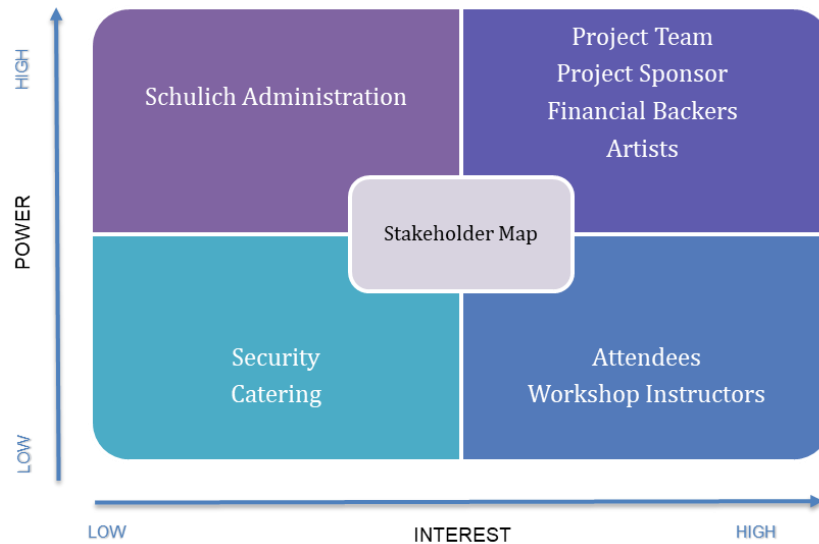 HIGH
POWER
LOW
Schulich Administration
Project Team
Project Sponsor
Financial Backers
Artists
Stakeholder Map
Security
Catering
Attendees
Workshop Instructors
LOW
INTEREST
HIGH